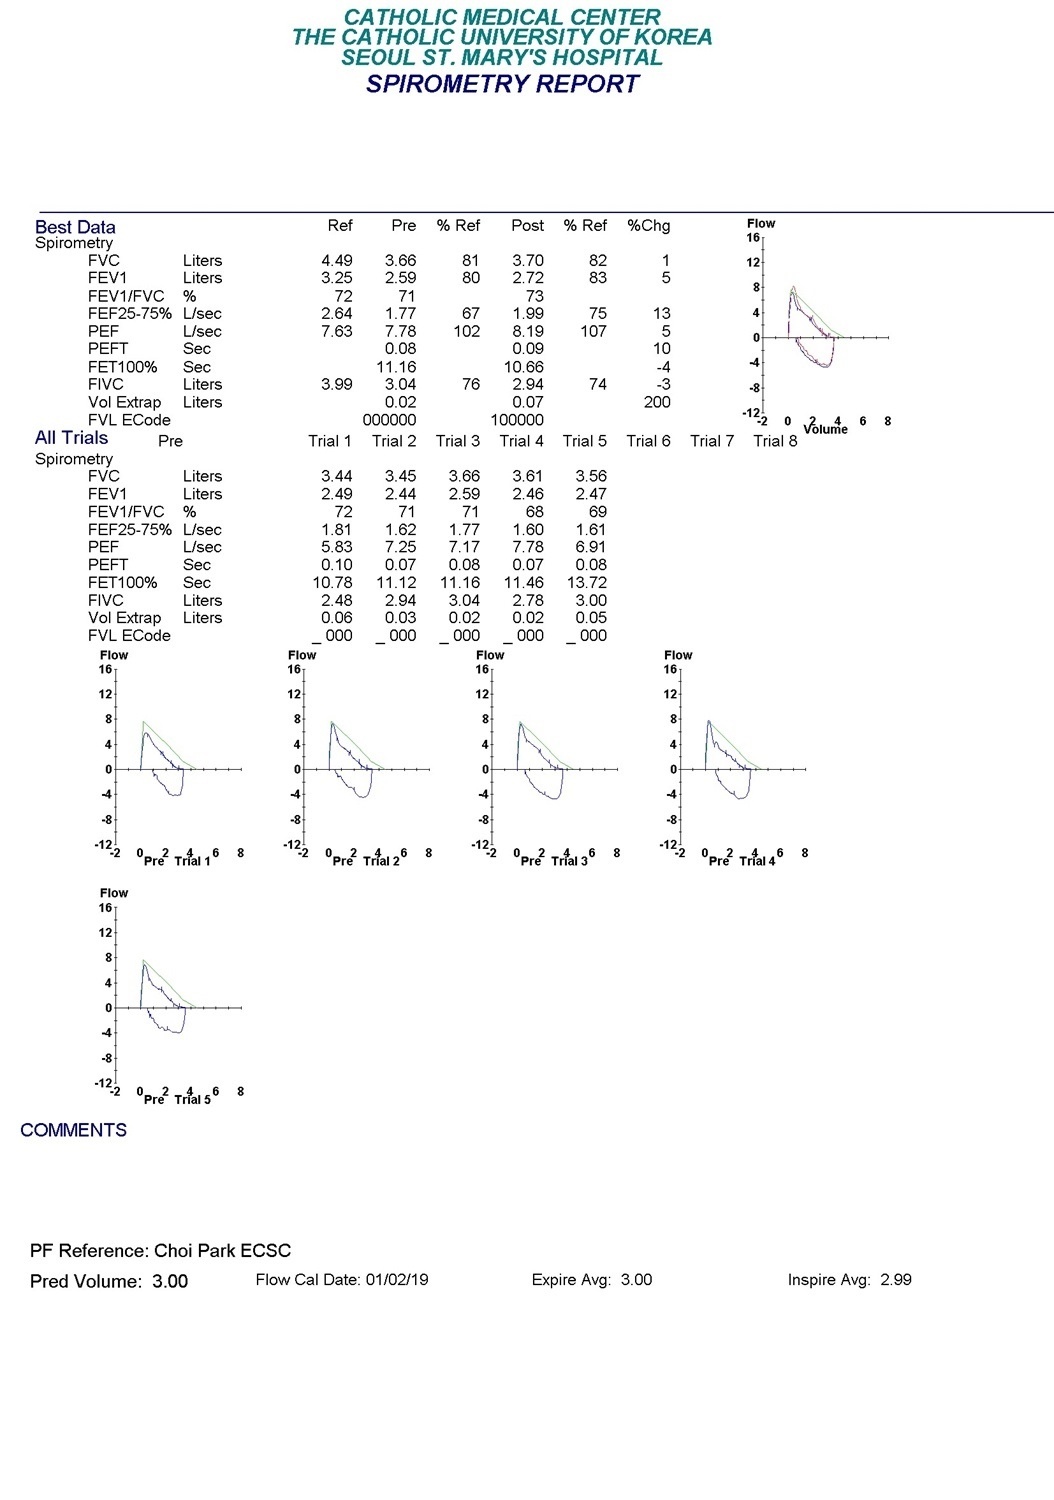 CATHOLIC MEDICAL CENTER
THE CATHOLIC UNIVERSITY OF KOREA
SEOUL ST. MARY'S HOSPITAL
SPIROMETRY REPORT
Best Data Ref Pre % Ref Post % Ref %Chg
Spirometry
FVC Liters 4.49 3.66 81 3.70 82 1
FEV1 Liters 3.25 2.59 80 2.72 83 5
FEV1/FVC % 72 71 73
FEF25-75% L/sec 2.64 1.77 67 1.99 75 13
PEF L/sec 7.63 7.78 102 8.19 107 5
PEFT Sec 0.08 0.09 10
FET100% Sec 11.16 10.66 -4
FIVC Liters 3.99 3.04 76 2.94 74 -3
Vol Extrap Liters 0.02 0.07 200
FVL ECode 000000 100000
Flow
16
12
8
4
0
-4
-8
-12
-2 0 2 4 6 8
Volume
All Trials Pre Trial 1 Trial 2 Trial 3 Trial 4 Trial 5 Trial 6 Trial 7 Trial 8
Spirometry
FVC Liters 3.44 3.45 3.66 3.61 3.56
FEV1 Liters 2.49 2.44 2.59 2.46 2.47
FEV1/FVC % 72 71 71 68 69
FEF25-75% L/sec 1.81 1.62 1.77 1.60 1.61
PEF L/sec 5.83 7.25 7.17 7.78 6.91
PEFT Sec 0.10 0.07 0.08 0.07 0.08
FET100% Sec 10.78 11.12 11.16 11.46 13.72
FIVC Liters 2.48 2.94 3.04 2.78 3.00
Vol Extrap Liters 0.06 0.03 0.02 0.02 0.05
FVL ECode _ 000 _ 000 _ 000 _ 000 _ 000
Flow
16
12
8
4
0
-4
-8
-12
-2 0 2 4 6 8
Pre Trial 1
Flow
16
12
8
4
0
-4
-8
-12
-2 0 2 4 6 8
Pre Trial 2
Flow
16
12
8
4
0
-4
-8
-12
-2 0 2 4 6 8
Pre Trial 3
Flow
16
12
8
4
0
-4
-8
-12
-2 0 2 4 6 8
Pre Trial 4
Flow
16
12
8
4
0
-4
-8
-12
-2 0 2 4 6 8
Pre Trial 5
COMMENTS
PF Reference: Choi Park ECSC
Pred Volume: 3.00 Flow Cal Date: 01/02/19 Expire Avg: 3.00 Inspire Avg: 2.99